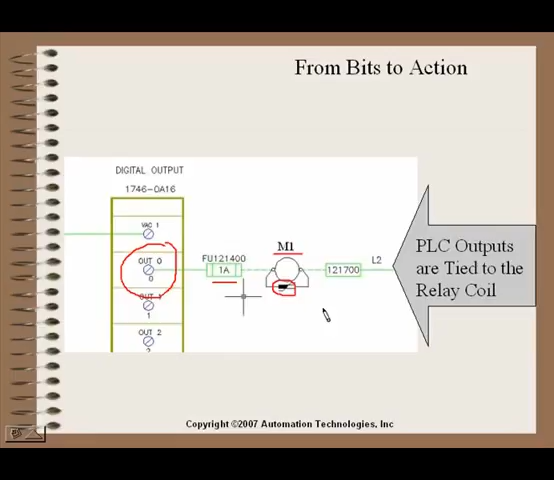 From Bits to Action
DIGITAL OUTPUT
1746-OA16
VAC 1
OUT 0
0
FU121400
1A
M1
121700
L2
PLC Outputs
are Tied to the
Relay Coil
OUT 1
1
OUT 2
Copyright ©2007 Automation Technologies, Inc